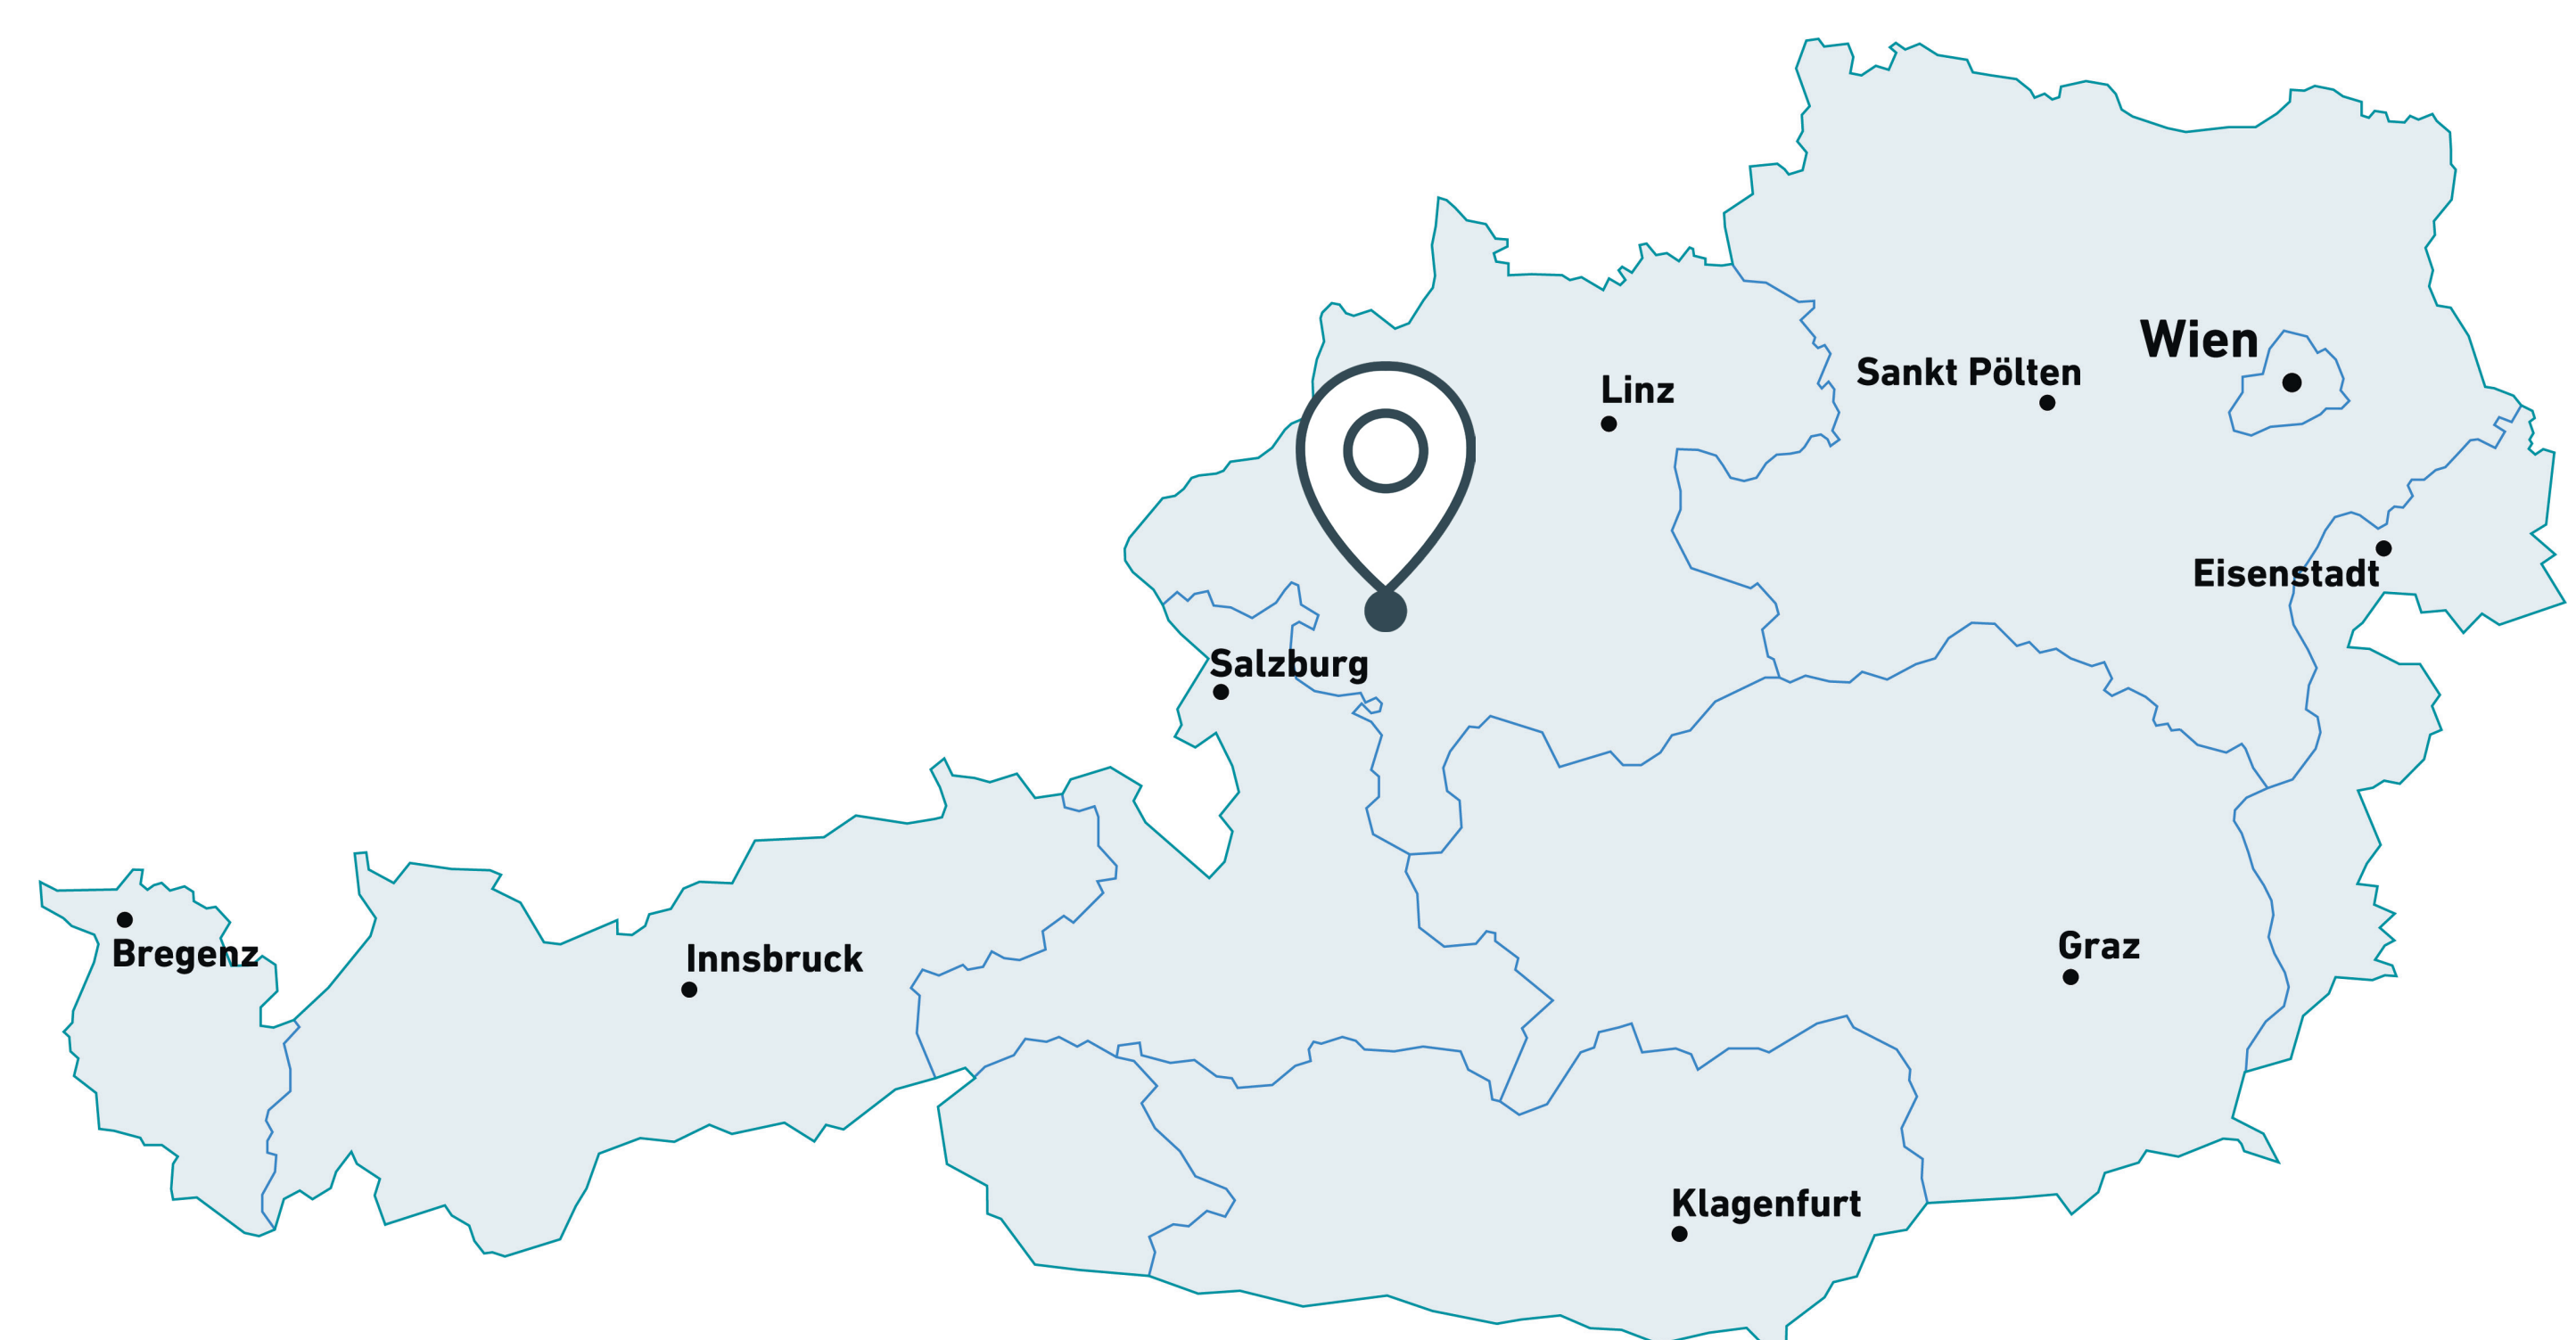 Wien
Sankt Pölten
Linz
Eisenstadt
Salzburg
Bregenz
Innsbruck
Graz
Klagenfurt